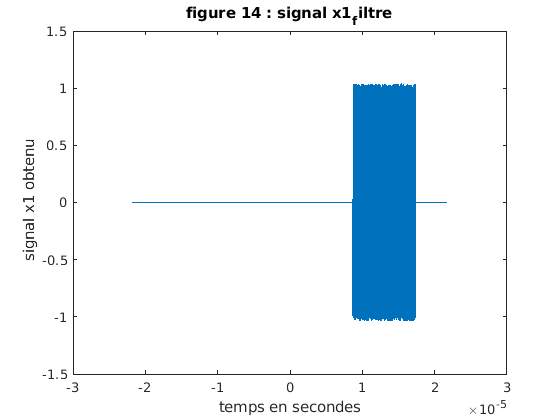 figure 14 : signal x1_filtre
1.5
1
0.5
0
-0.5
-1
-1.5
signal x1 obtenu
-3 -2 -1 0 1 2 3
temps en secondes
×10^-5